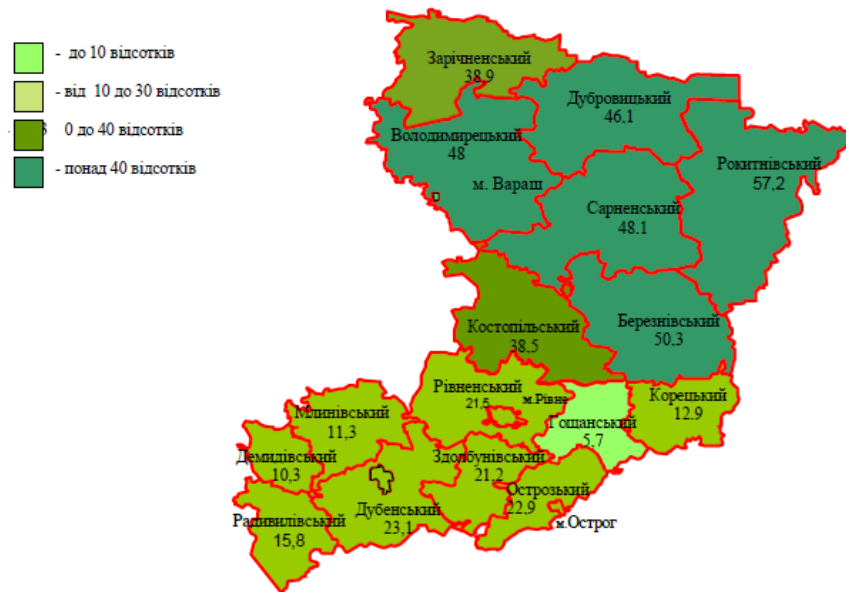 - до 10 відсотків
- від 10 до 30 відсотків
0 до 40 відсотків
- понад 40 відсотків
Зарічненський
38,9
Дубровицький
46,1
Володимирецький
48
Рокитнівський
57,2
м. Вараш
Сарненський
48.1
Костопільський
38,5
Березнівський
50,3
Рівненський
21,5
м.Рівне
Корецький
12.9
Гощанський
5,7
Млинівський
11,3
Демидівський
10,3
Здолбунівський
21,2
Острозький
22,9
Дубенський
23,1
Радивилівський
15,8
м.Острог